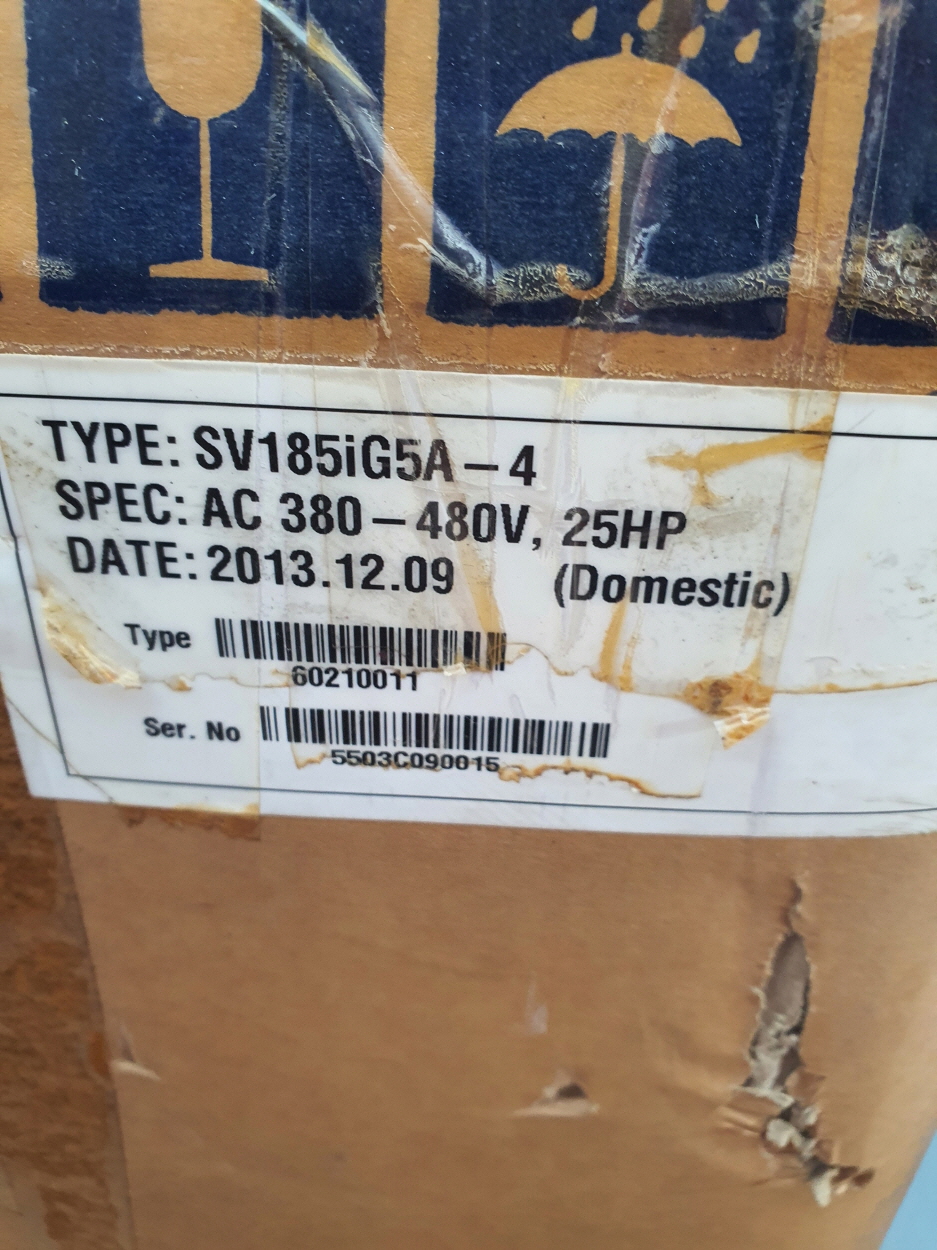 TYPE: SV185iG5A – 4
SPEC: AC 380 – 480V, 25HP
DATE: 2013.12.09 (Domestic)
Type
60210011
Ser. No
5503C090015